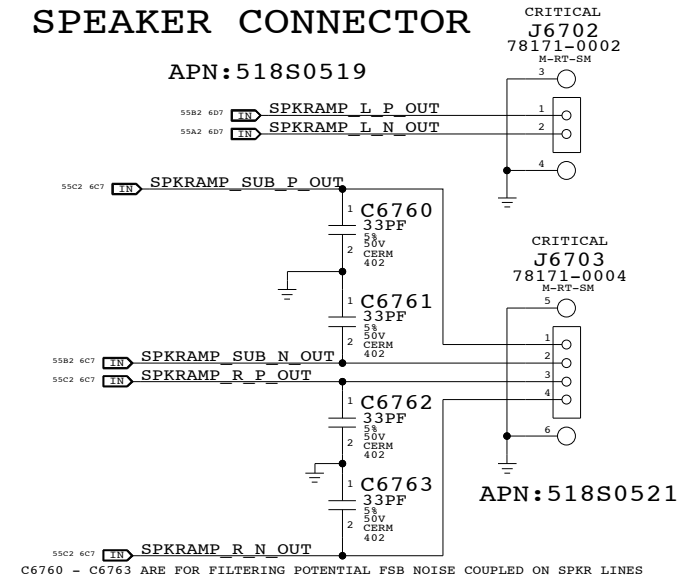 SPEAKER CONNECTOR
APN:518S0519
CRITICAL
J6702
78171-0002
M-RT-SM
3
55B2 6D7 IN SPKRAMP_L_P_OUT 1
55A2 6D7 IN SPKRAMP_L_N_OUT 2
4
55C2 6C7 IN SPKRAMP_SUB_P_OUT
1 C6760
33PF
5%
50V
2 CERM
402
CRITICAL
J6703
78171-0004
M-RT-SM
5
1 C6761
33PF
5%
50V
2 CERM
402
1
55B2 6C7 IN SPKRAMP_SUB_N_OUT 2
55C2 6C7 IN SPKRAMP_R_P_OUT 3
4
1 C6762
33PF
5%
50V
2 CERM
402
6
1 C6763
33PF
5%
50V
2 CERM
402
APN:518S0521
55C2 6C7 IN SPKRAMP_R_N_OUT
C6760 - C6763 ARE FOR FILTERING POTENTIAL FSB NOISE COUPLED ON SPKR LINES